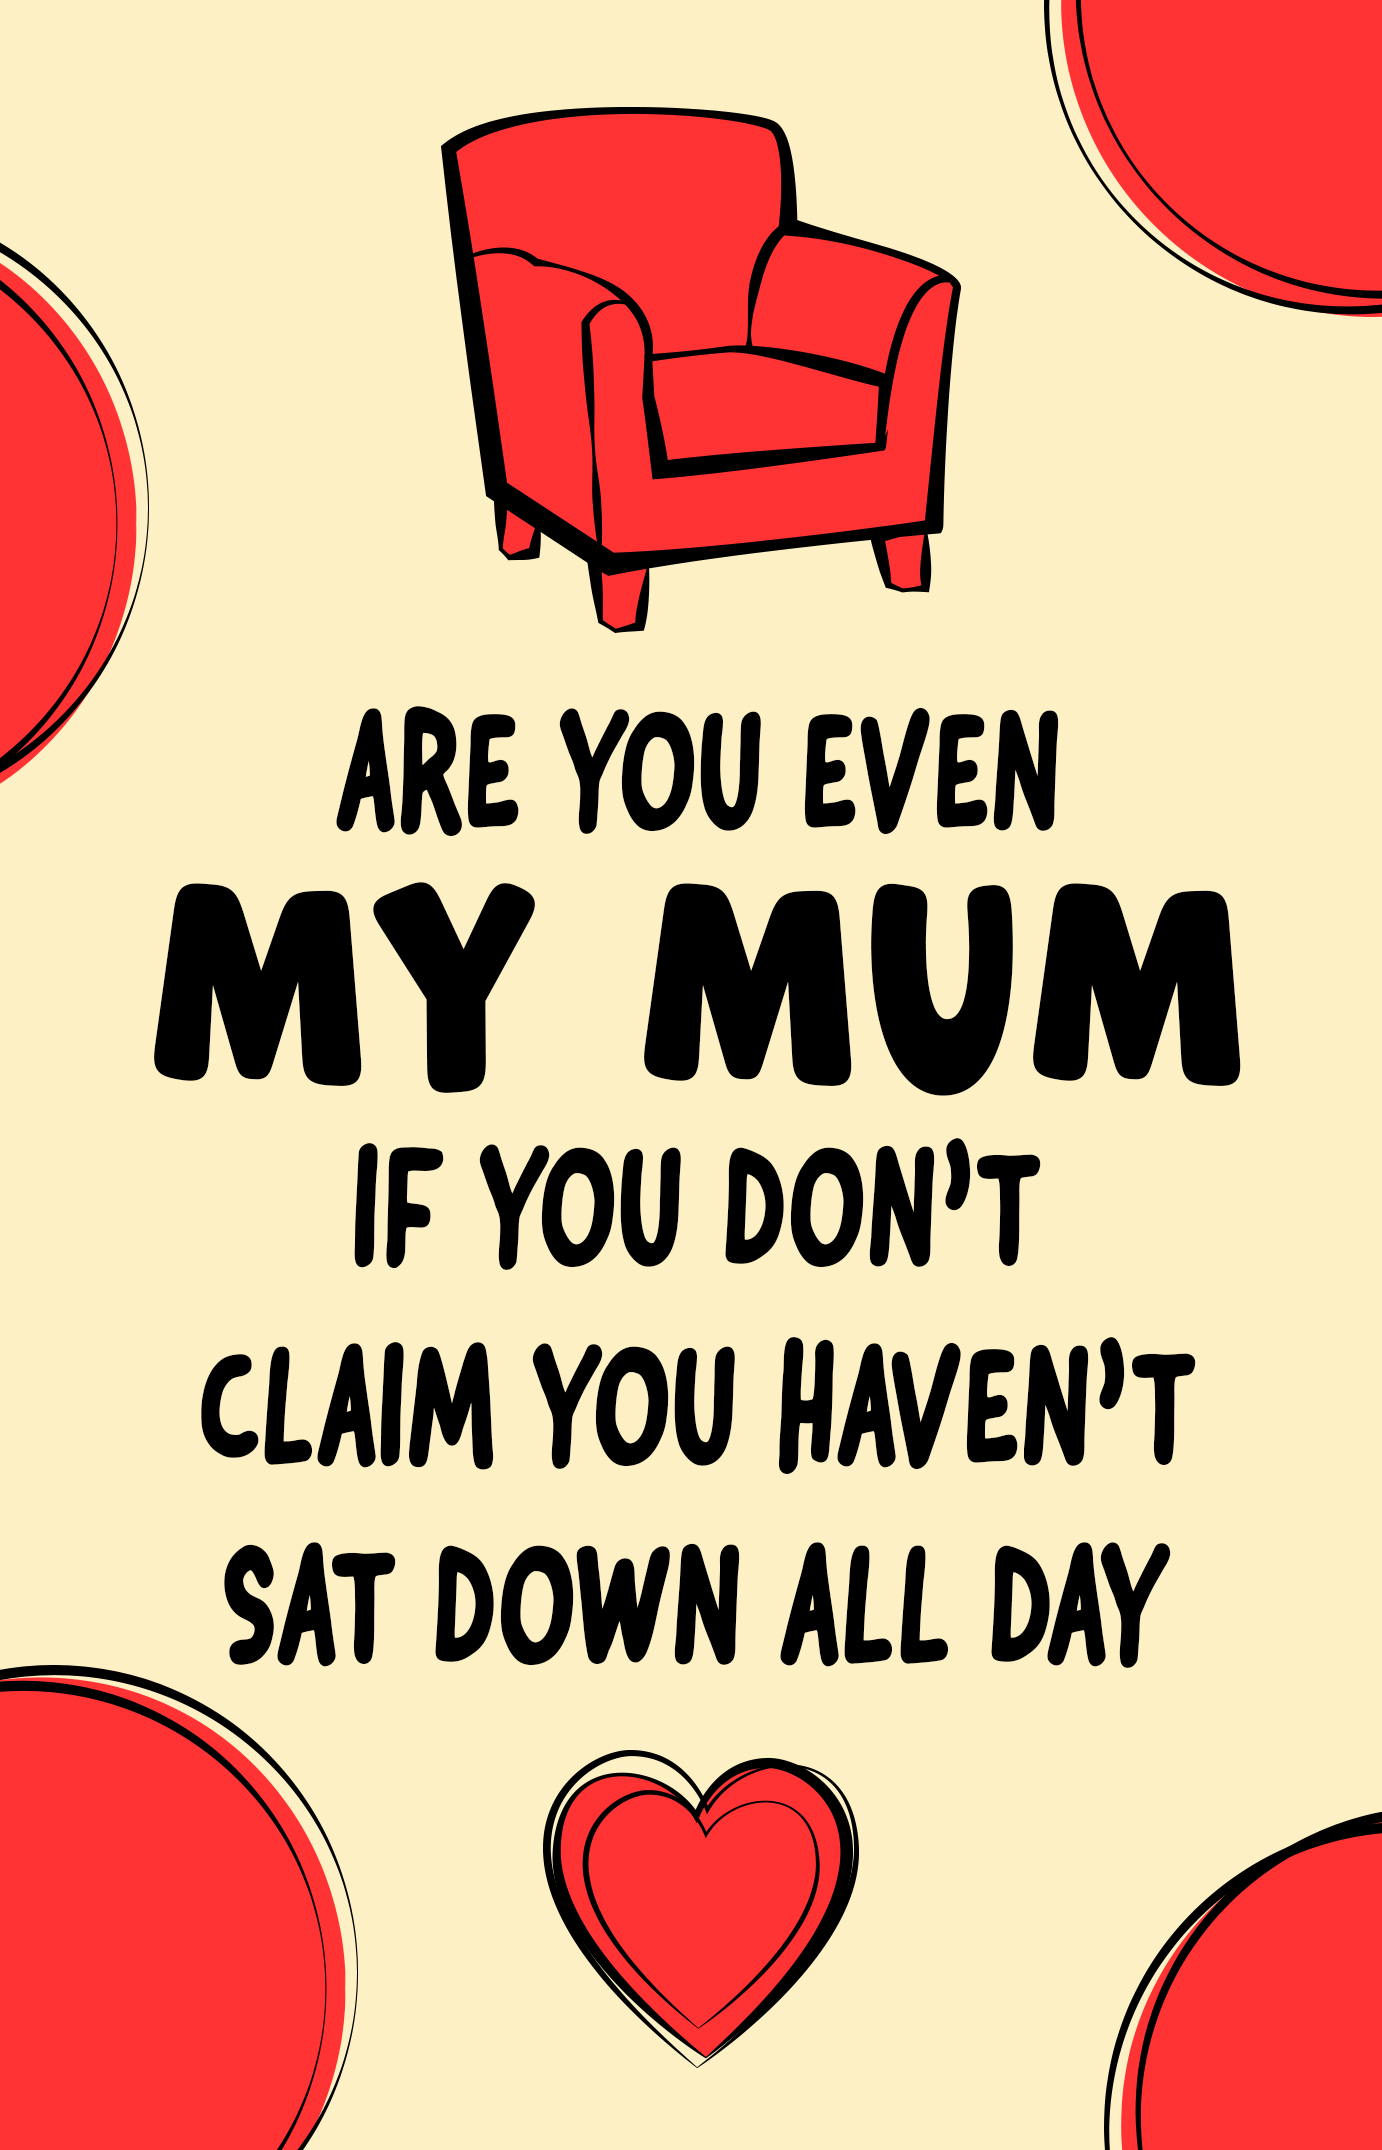 ARE YOU EVEN
MY MUM
IF YOU DON'T
CLAIM YOU HAVEN'T
SAT DOWN ALL DAY